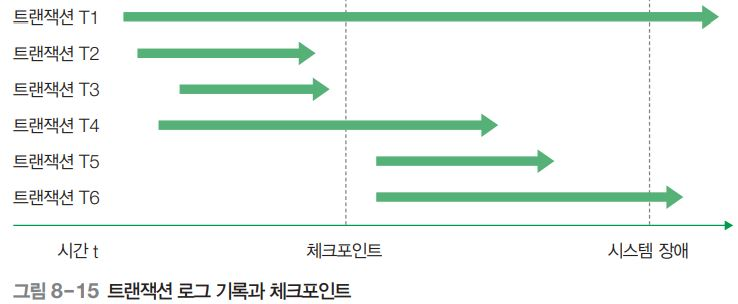 트랜잭션 T1
트랜잭션 T2
트랜잭션 T3
트랜잭션 T4
트랜잭션 T5
트랜잭션 T6
시간 t 체크포인트 시스템 장애
그림 8-15 트랜잭션 로그 기록과 체크포인트